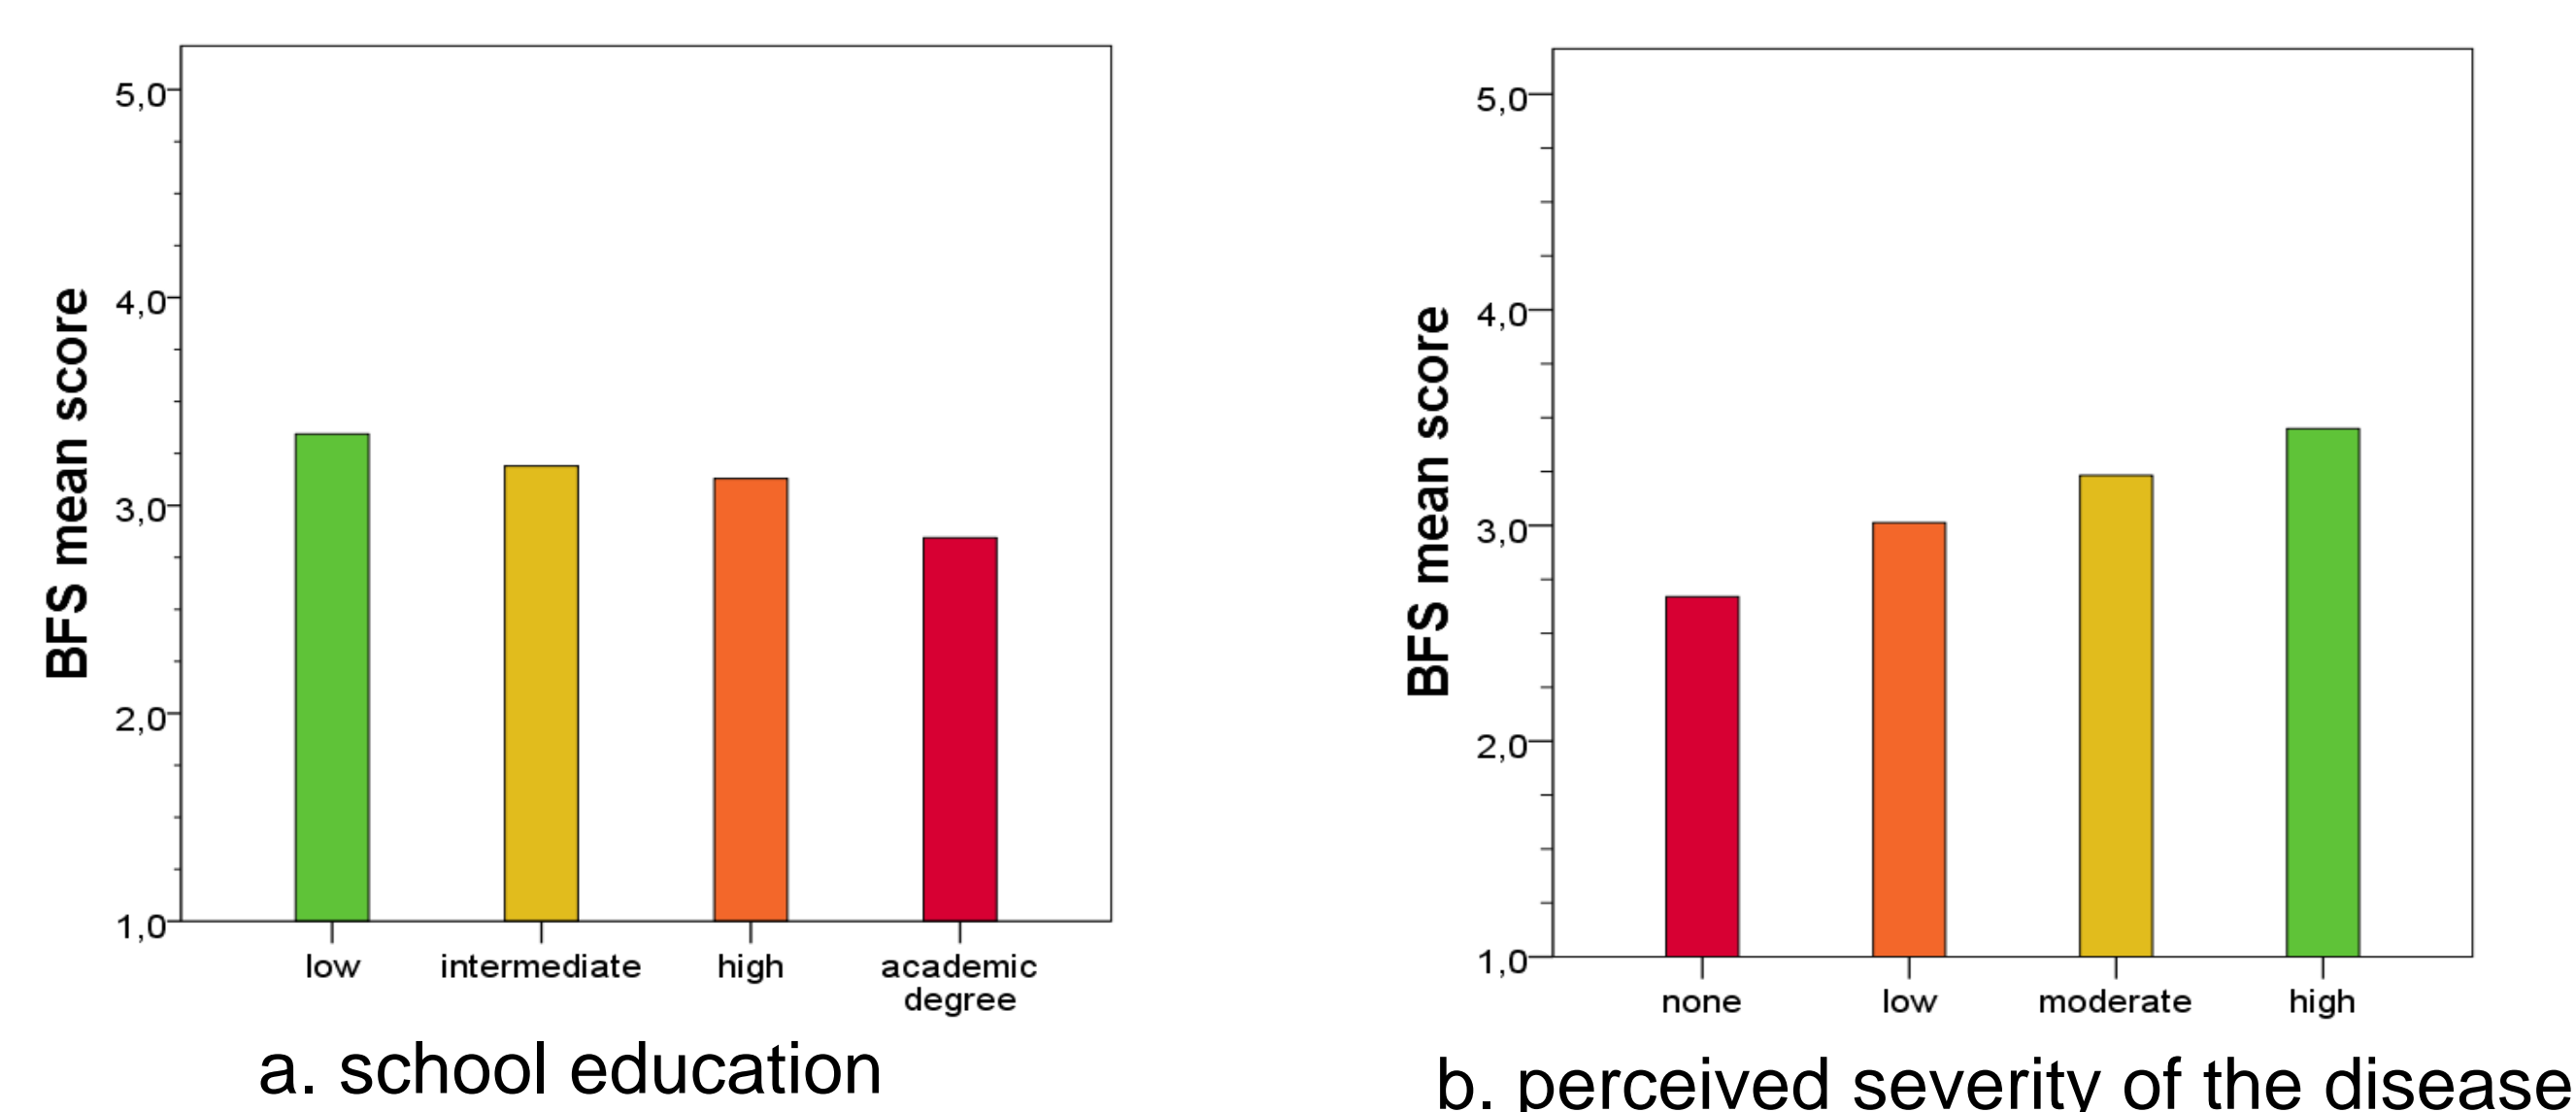 BFS mean score
5,0
4,0
3,0
2,0
1,0
low intermediate high academic degree
a. school education
BFS mean score
5,0
4,0
3,0
2,0
1,0
none low moderate high
b. perceived severity of the disease